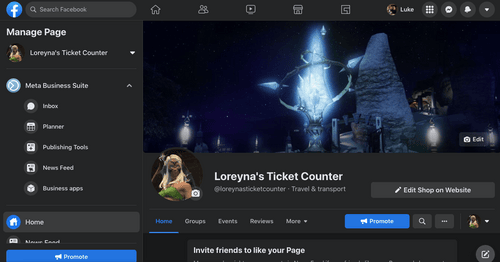 Search Facebook
Luke
Manage Page
Loreyna's Ticket Counter
Meta Business Suite
Inbox
Planner
Publishing Tools
News Feed
Business apps
Home
News Feed
Promote
Edit
Loreyna's Ticket Counter
@loreynasticketcounter · Travel & transport
Edit Shop on Website
Home Groups Events Reviews More Promote
Invite friends to like your Page